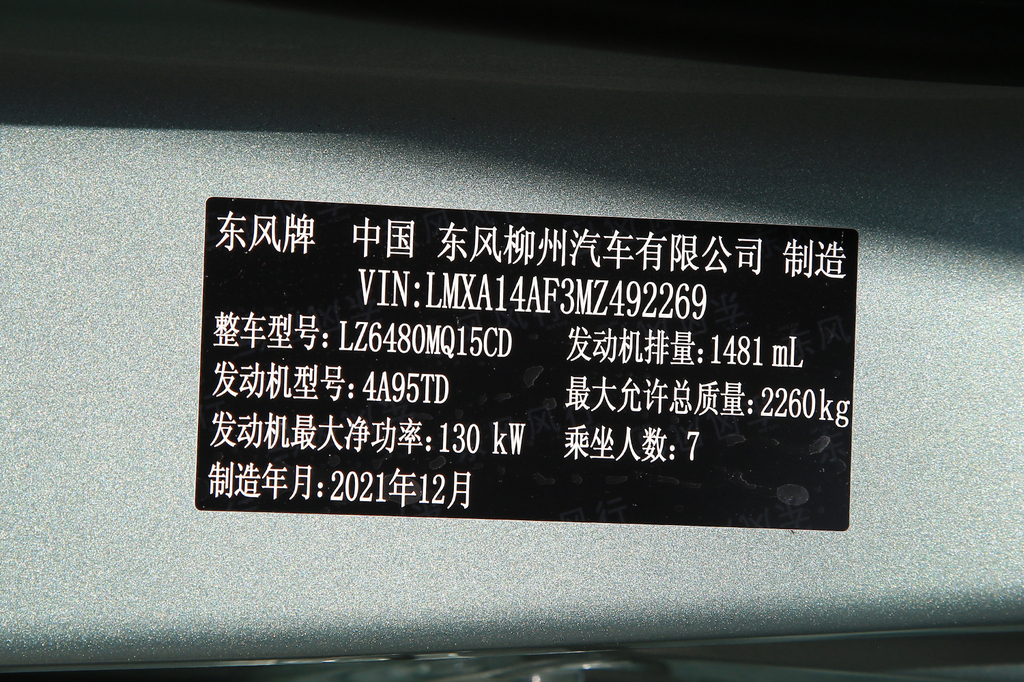 东风牌 中国 东风柳州汽车有限公司 制造
VIN:LMXA14AF3MZ492269
整车型号:LZ6480MQ15CD 发动机排量:1481 mL
发动机型号:4A95TD 最大允许总质量:2260kg
发动机最大净功率:130 kW 乘坐人数:7
制造年月:2021年12月